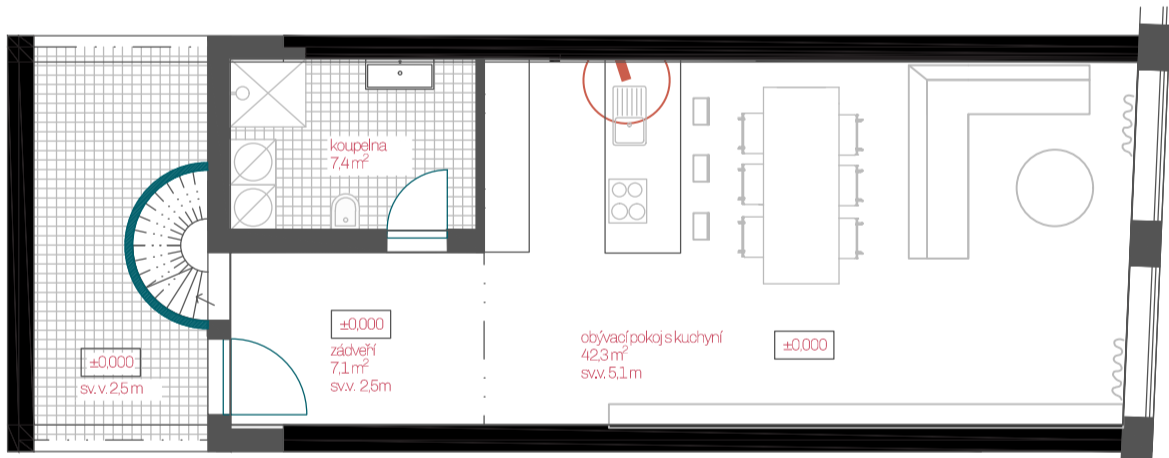 koupelna
7,4 m²
±0,000
sv.v. 2,5 m
±0,000
zádveří
7,1 m²
sv.v. 2,5m
obývací pokoj s kuchyní
42,3 m²
sv.v. 5,1 m
±0,000